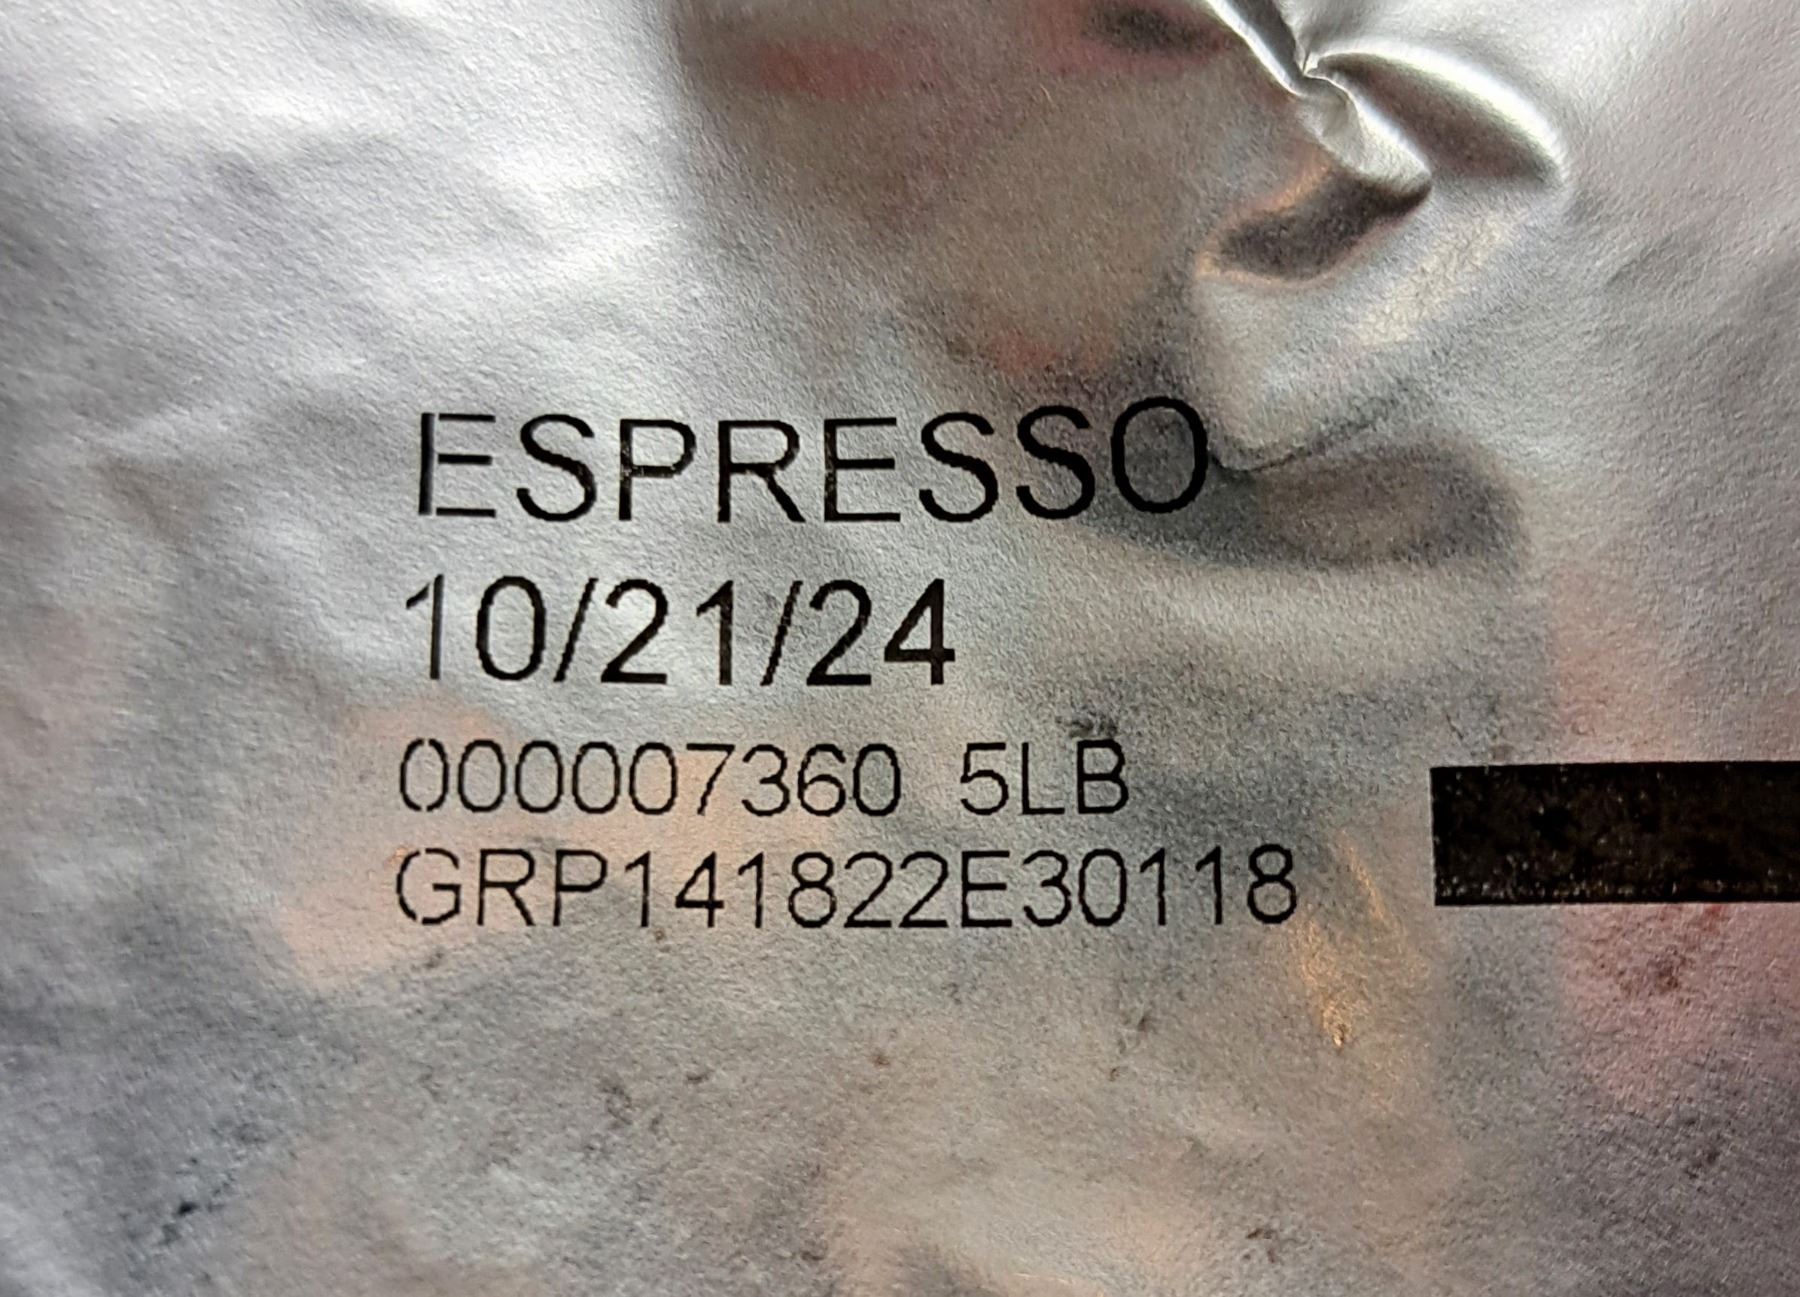 ESPRESSO
10/21/24
000007360 5LB
GRP141822E30118